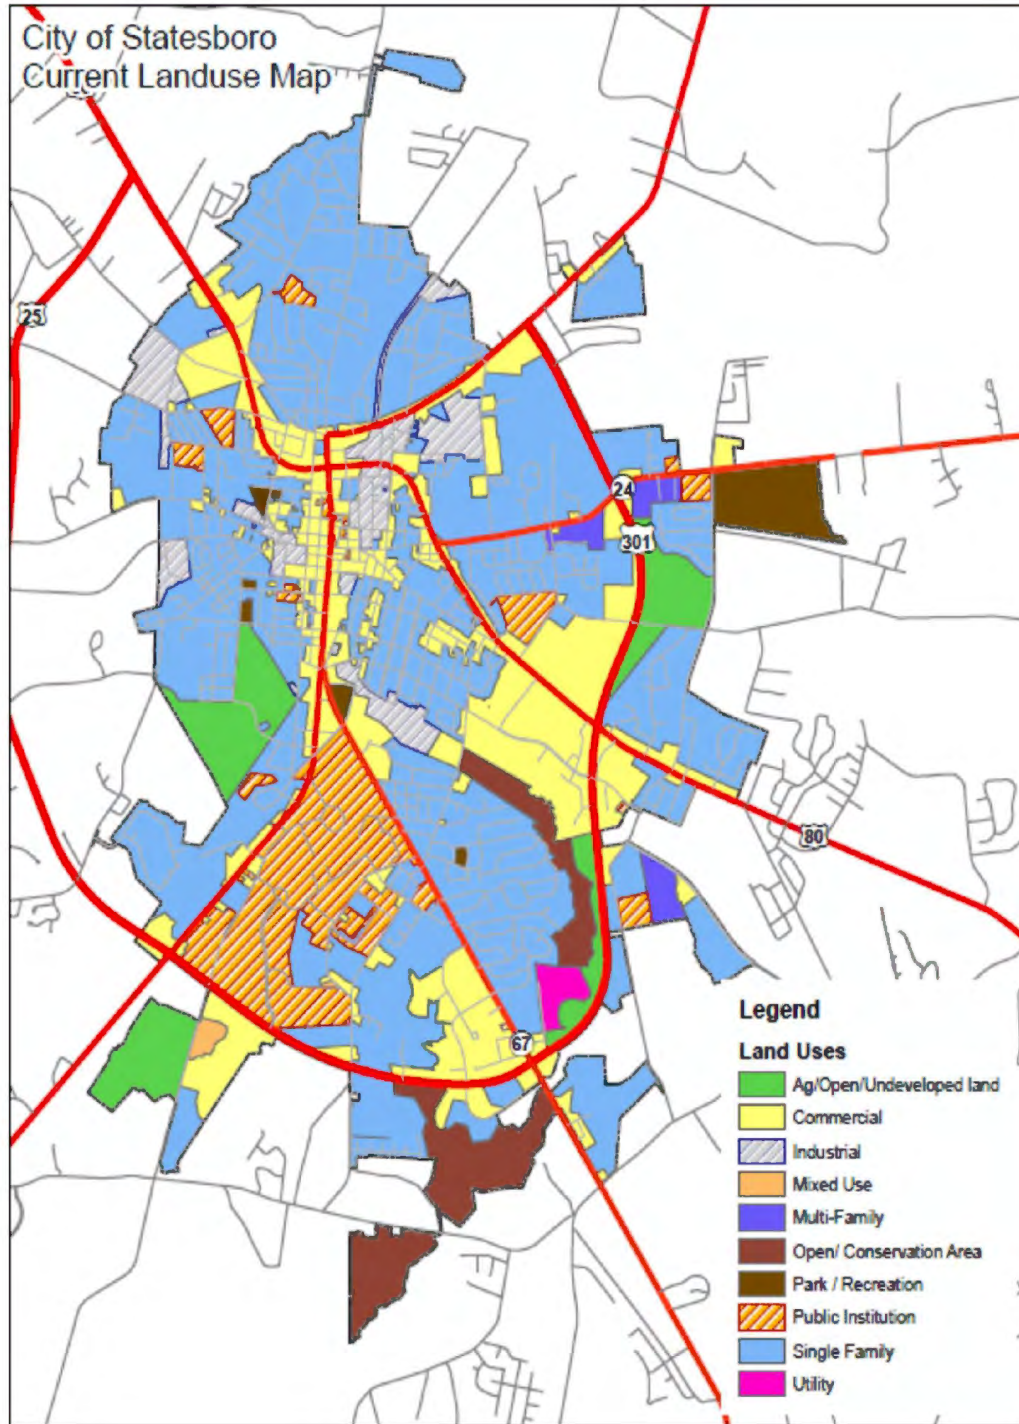 City of Statesboro
Current Landuse Map
25
24
301
80
67
Legend
Land Uses
Ag/Open/Undeveloped land
Commercial
Industrial
Mixed Use
Multi-Family
Open/ Conservation Area
Park / Recreation
Public Institution
Single Family
Utility